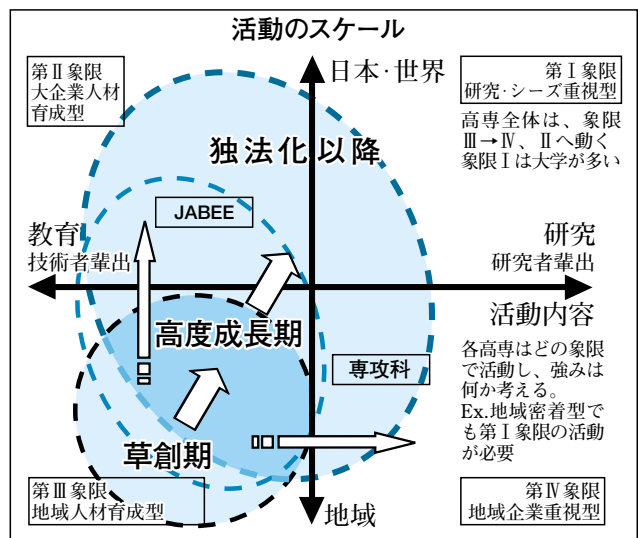 活動のスケール
第Ⅱ象限
大企業人材
育成型
日本・世界
第Ⅰ象限
研究・シーズ重視型
高専全体は、象限
Ⅲ→Ⅳ、Ⅱへ動く
象限Ⅰは大学が多い
独法化以降
JABEE
教育
技術者輩出
研究
研究者輩出
活動内容
高度成長期
専攻科
各高専はどの象限
で活動し、強みは
何か考える。
Ex.地域密着型で
も第Ⅰ象限の活動
が必要
草創期
第Ⅲ象限
地域人材育成型
地域
第Ⅳ象限
地域企業重視型